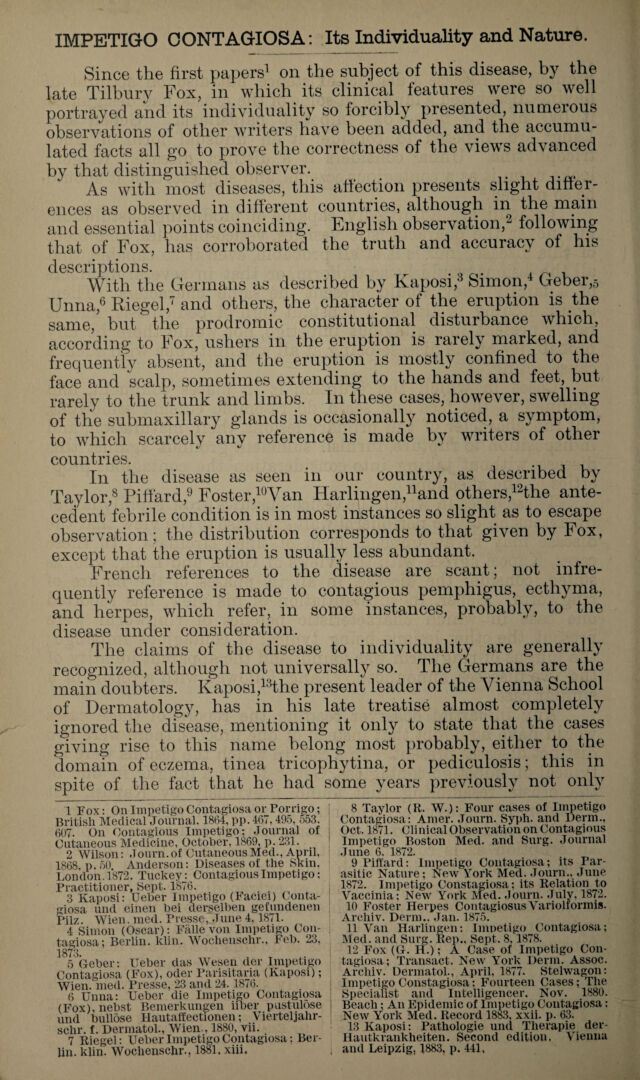 IMPETIGO CONTAGIOSA: Its Individuality and Nature.
Since the first papers¹ on the subject of this disease, by the
late Tilbury Fox, in which its clinical features were so well
portrayed and its individuality so forcibly presented, numerous
observations of other writers have been added, and the accumu-
lated facts all go to prove the correctness of the views advanced
by that distinguished observer.
As with most diseases, this affection presents slight differ-
ences as observed in different countries, although in the main
and essential points coinciding. English observation,² following
that of Fox, has corroborated the truth and accuracy of his
descriptions.
With the Germans as described by Kaposi,³ Simon,⁴ Geber,₅
Unna,⁶ Riegel,⁷ and others, the character of the eruption is the
same, but the prodromic constitutional disturbance which,
according to Fox, ushers in the eruption is rarely marked, and
frequently absent, and the eruption is mostly confined to the
face and scalp, sometimes extending to the hands and feet, but
rarely to the trunk and limbs. In these cases, however, swelling
of the submaxillary glands is occasionally noticed, a symptom,
to which scarcely any reference is made by writers of other
countries.
In the disease as seen in our country, as described by
Taylor,⁸ Piffard,⁹ Foster,¹⁰Van Harlingen,¹¹and others,¹²the ante-
cedent febrile condition is in most instances so slight as to escape
observation; the distribution corresponds to that given by Fox,
except that the eruption is usually less abundant.
French references to the disease are scant; not infre-
quently reference is made to contagious pemphigus, ecthyma,
and herpes, which refer, in some instances, probably, to the
disease under consideration.
The claims of the disease to individuality are generally
recognized, although not universally so. The Germans are the
main doubters. Kaposi,¹³the present leader of the Vienna School
of Dermatology, has in his late treatise almost completely
ignored the disease, mentioning it only to state that the cases
giving rise to this name belong most probably, either to the
domain of eczema, tinea tricophytina, or pediculosis; this in
spite of the fact that he had some years previously not only
1 Fox: On Impetigo Contagiosa or Porrigo;
British Medical Journal. 1864, pp. 467, 495, 553,
607. On Contagious Impetigo; Journal of
Cutaneous Medicine, October, 1869, p. 231.
2 Wilson: Journ. of Cutaneous Med., April,
1868, p. 50. Anderson: Diseases of the Skin.
London. 1872. Tuckey: Contagious Impetigo:
Practitioner, Sept. 1876.
3 Kaposi: Ueber Impetigo (Faciei) Conta-
giosa und einen bei derselben gefundenen
Pilz. Wien. med. Presse, June 4, 1871.
4 Simon (Oscar): Fälle von Impetigo Con-
tagiosa; Berlin. klin. Wochenschr., Feb. 23,
1873.
5 Geber: Ueber das Wesen der Impetigo
Contagiosa (Fox), oder Parisitaria (Kaposi);
Wien. med. Presse, 23 and 24. 1876.
6 Unna: Ueber die Impetigo Contagiosa
(Fox), nebst Bemerkungen über pustulöse
und bullöse Hautaffectionen; Vierteljahr-
schr. f. Dermatol., Wien., 1880, vii.
7 Riegel: Ueber Impetigo Contagiosa; Ber-
lin. klin. Wochenschr., 1881, xiii.
8 Taylor (R. W.): Four cases of Impetigo
Contagiosa: Amer. Journ. Syph. and Derm.,
Oct. 1871. Clinical Observation on Contagious
Impetigo Boston Med. and Surg. Journal
June 6, 1872.
9 Piffard: Impetigo Contagiosa; its Par-
asitic Nature; New York Med. Journ., June
1872. Impetigo Constagiosa; its Relation to
Vaccinia; New York Med. Journ. July, 1872.
10 Foster Herpes Contagiosus Varioliformis.
Archiv. Derm., Jan. 1875.
11 Van Harlingen: Impetigo Contagiosa;
Med. and Surg. Rep., Sept. 8, 1878.
12 Fox (G. H.); A Case of Impetigo Con-
tagiosa; Transact. New York Derm. Assoc.
Archiv. Dermatol., April, 1877. Stelwagon:
Impetigo Constagiosa; Fourteen Cases; The
Specialist and Intelligencer. Nov. 1880.
Beach; An Epidemic of Impetigo Contagiosa:
New York Med. Record 1883, xxii. p. 63.
13 Kaposi: Pathologie und Therapie der-
Hautkrankheiten. Second edition. Vienna
and Leipzig, 1883, p. 441.